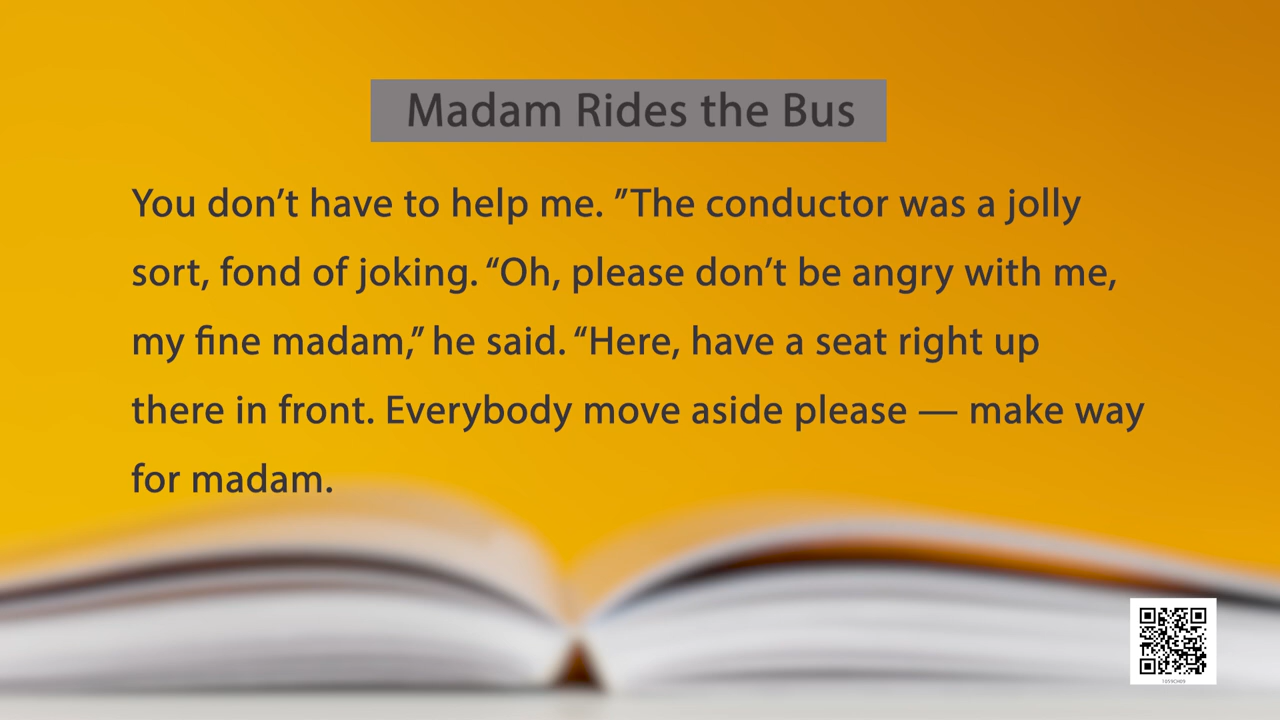 Madam Rides the Bus
You don’t have to help me. ”The conductor was a jolly
sort, fond of joking. “Oh, please don’t be angry with me,
my fine madam,” he said. “Here, have a seat right up
there in front. Everybody move aside please — make way
for madam.